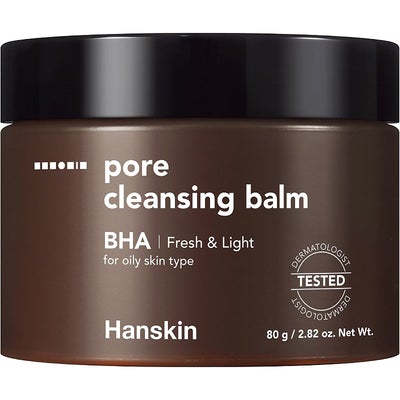 pore
cleansing balm
BHA | Fresh & Light
for oily skin type
DERMATOLOGIST
TESTED
DERMATOLOGIST
Hanskin
80 g / 2.82 oz. Net Wt.